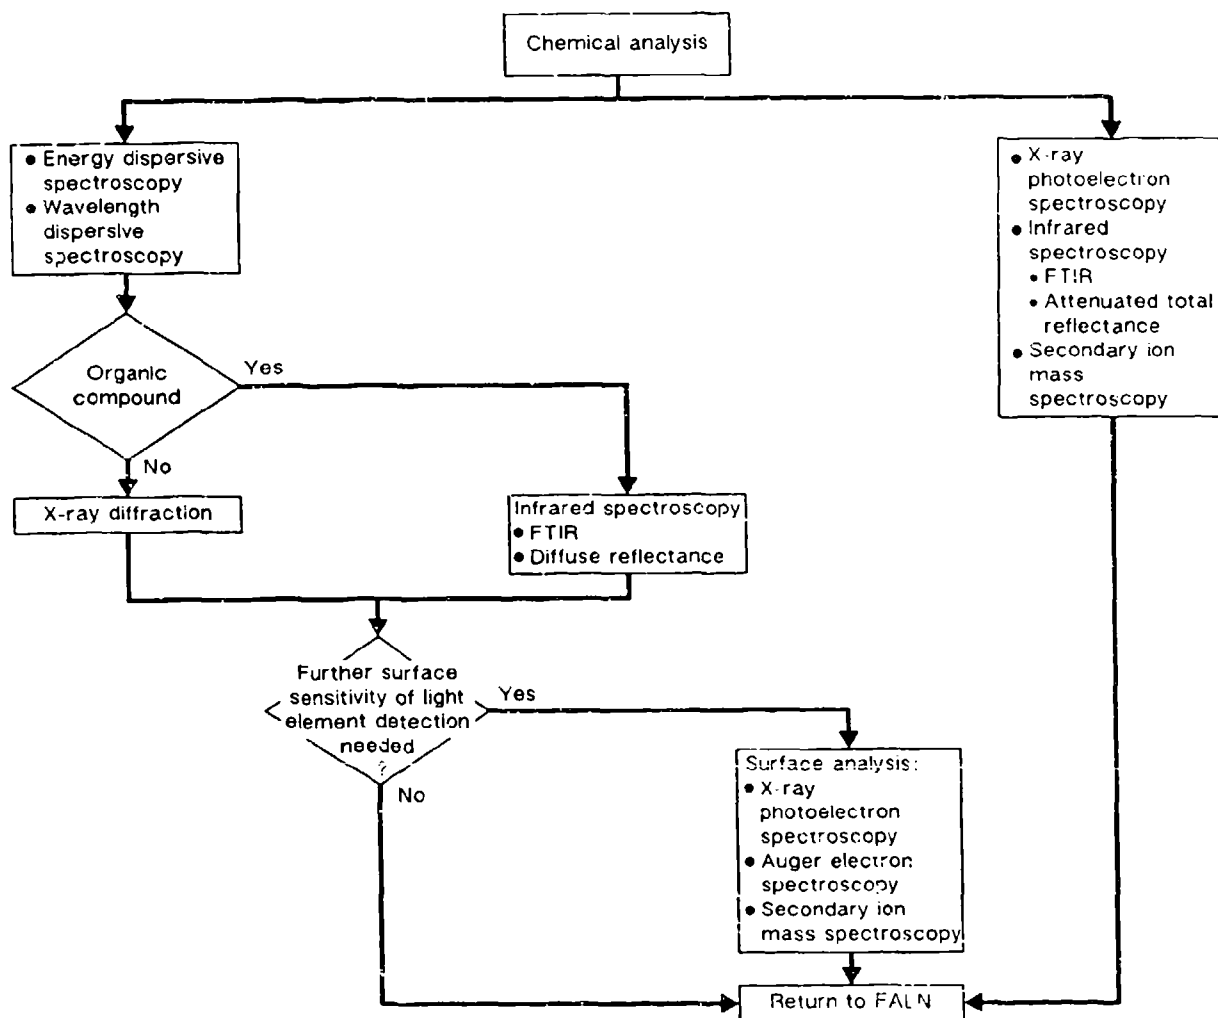 Chemical analysis
• Energy dispersive
spectroscopy
• Wavelength
dispersive
spectroscopy
• X-ray
photoelectron
spectroscopy
• Infrared
spectroscopy
• FTIR
• Attenuated total
reflectance
• Secondary ion
mass
spectroscopy
Organic
compound
Yes
No
X-ray diffraction
Infrared spectroscopy
• FTIR
• Diffuse reflectance
Further surface
sensitivity of light
element detection
needed
?
Yes
No
Surface analysis:
• X-ray
photoelectron
spectroscopy
• Auger electron
spectroscopy
• Secondary ion
mass spectroscopy
Return to FALN